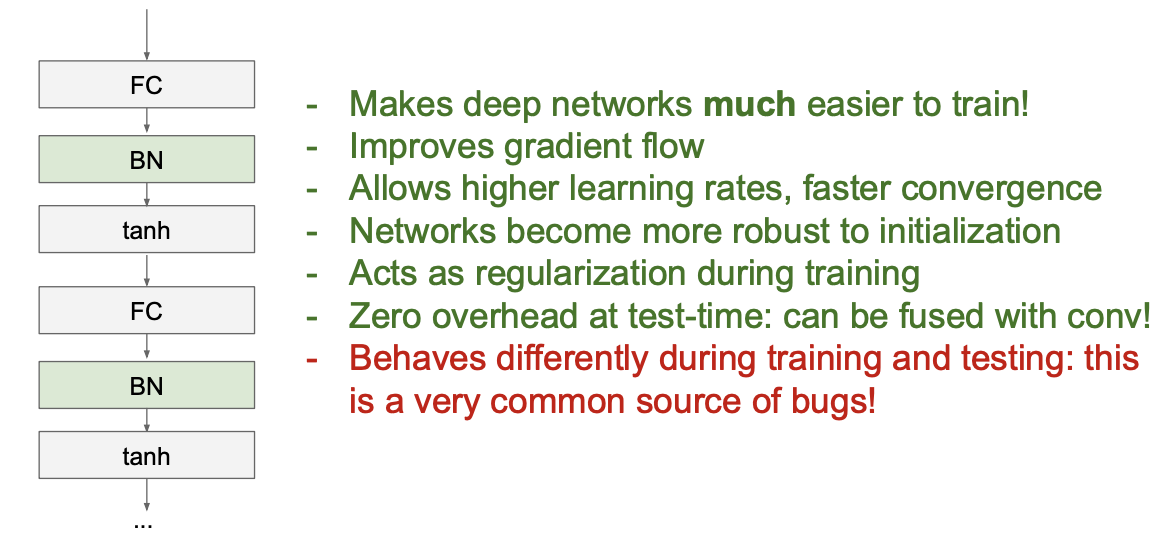 FC
BN
tanh
FC
BN
tanh
...
- Makes deep networks much easier to train!
- Improves gradient flow
- Allows higher learning rates, faster convergence
- Networks become more robust to initialization
- Acts as regularization during training
- Zero overhead at test-time: can be fused with conv!
- Behaves differently during training and testing: this
is a very common source of bugs!